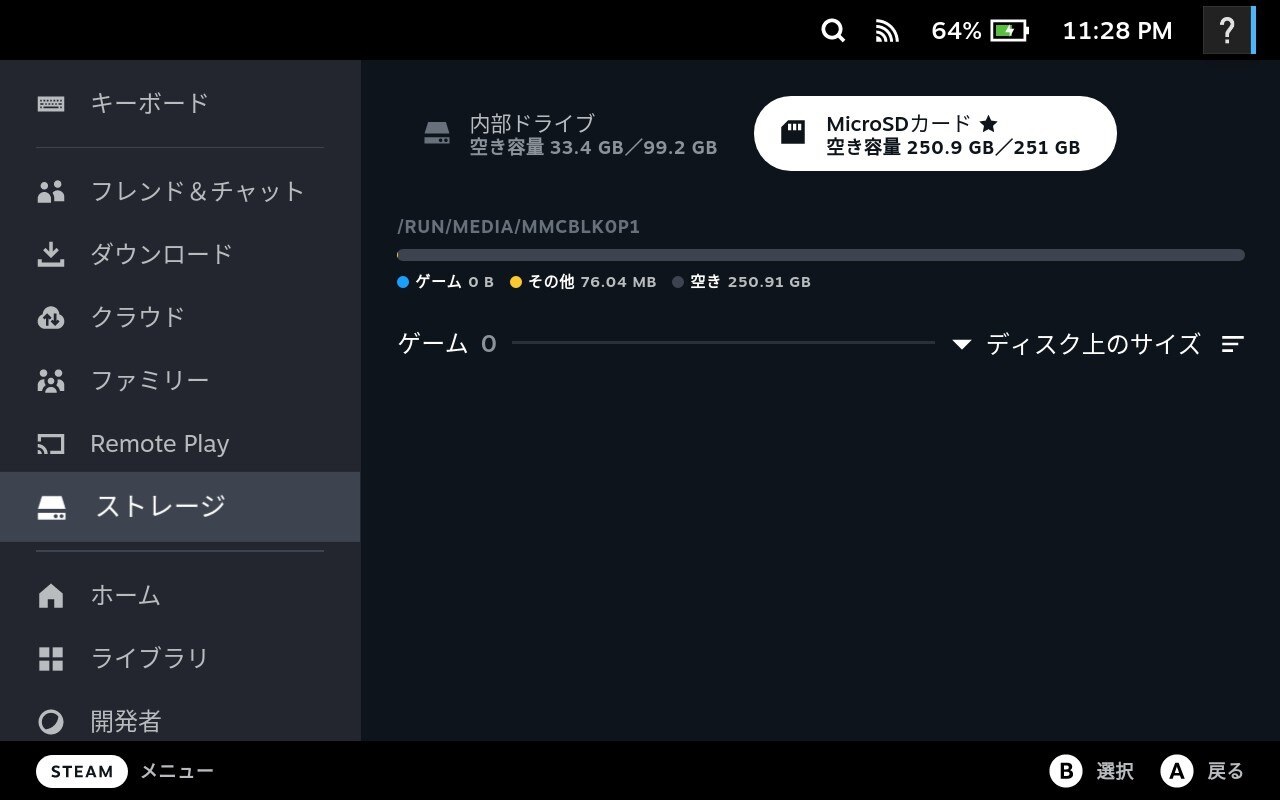 64%
11:28 PM
?
キーボード
フレンド＆チャット
ダウンロード
クラウド
ファミリー
Remote Play
ストレージ
ホーム
ライブラリ
開発者
内部ドライブ
空き容量 33.4 GB／99.2 GB
MicroSDカード ★
空き容量 250.9 GB／251 GB
/RUN/MEDIA/MMCBLK0P1
ゲーム 0 B その他 76.04 MB 空き 250.91 GB
ゲーム 0
ディスク上のサイズ
STEAM メニュー
B 選択 A 戻る